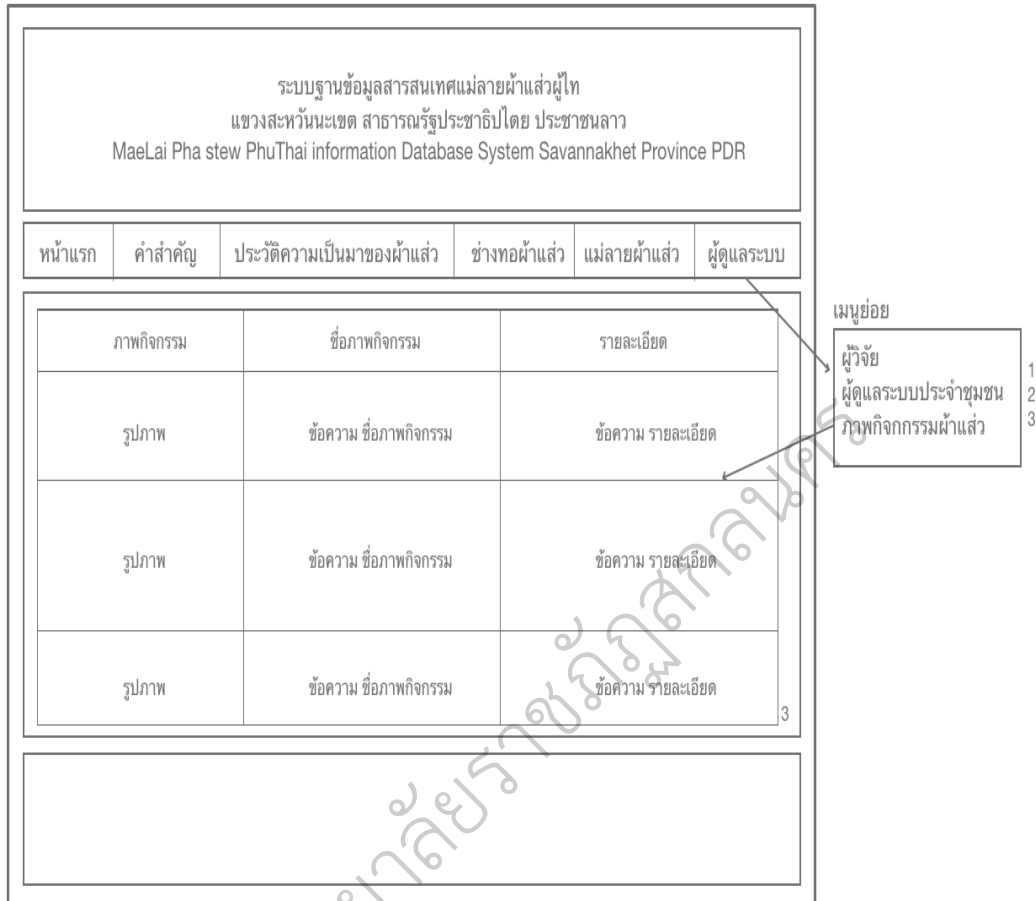 ระบบฐานข้อมูลสารสนเทศแม่ลายผ้าแส่วผู้ไท
แขวงสะหวันนะเขต สาธารณรัฐประชาธิปไตย ประชาชนลาว
MaeLai Pha stew PhuThai information Database System Savannakhet Province PDR
หน้าแรก คำสำคัญ ประวัติความเป็นมาของผ้าแส่ว ช่างทอผ้าแส่ว แม่ลายผ้าแส่ว ผู้ดูแลระบบ
เมนูย่อย
ผู้วิจัย 1
ผู้ดูแลระบบประจำชุมชน 2
ภาพกิจกกรรมผ้าแส่ว 3
ภาพกิจกรรม ชื่อภาพกิจกรรม รายละเอียด
รูปภาพ ข้อความ ชื่อภาพกิจกรรม ข้อความ รายละเอียด
รูปภาพ ข้อความ ชื่อภาพกิจกรรม ข้อความ รายละเอียด
รูปภาพ ข้อความ ชื่อภาพกิจกรรม ข้อความ รายละเอียด
3
ยาลัยราชภัฏสกลนคร